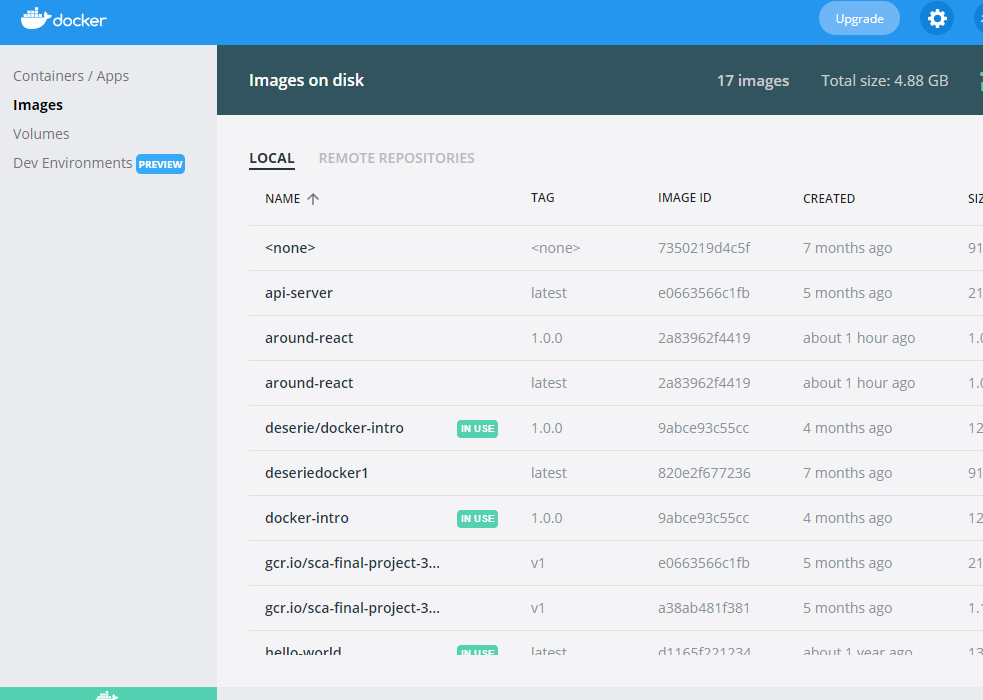 docker
Upgrade
Containers / Apps
Images
Volumes
Dev Environments PREVIEW
Images on disk 17 images Total size: 4.88 GB
LOCAL REMOTE REPOSITORIES
NAME TAG IMAGE ID CREATED SIZ
<none> <none> 7350219d4c5f 7 months ago 91
api-server latest e0663566c1fb 5 months ago 21
around-react 1.0.0 2a83962f4419 about 1 hour ago 1.0
around-react latest 2a83962f4419 about 1 hour ago 1.0
deserie/docker-intro IN USE 1.0.0 9abce93c55cc 4 months ago 12
deseriedocker1 latest 820e2f677236 7 months ago 91
docker-intro IN USE 1.0.0 9abce93c55cc 4 months ago 12
gcr.io/sca-final-project-3... v1 e0663566c1fb 5 months ago 21
gcr.io/sca-final-project-3... v1 a38ab481f381 5 months ago 1.1
hello-world IN USE latest d1165f221234 about 1 year ago 13